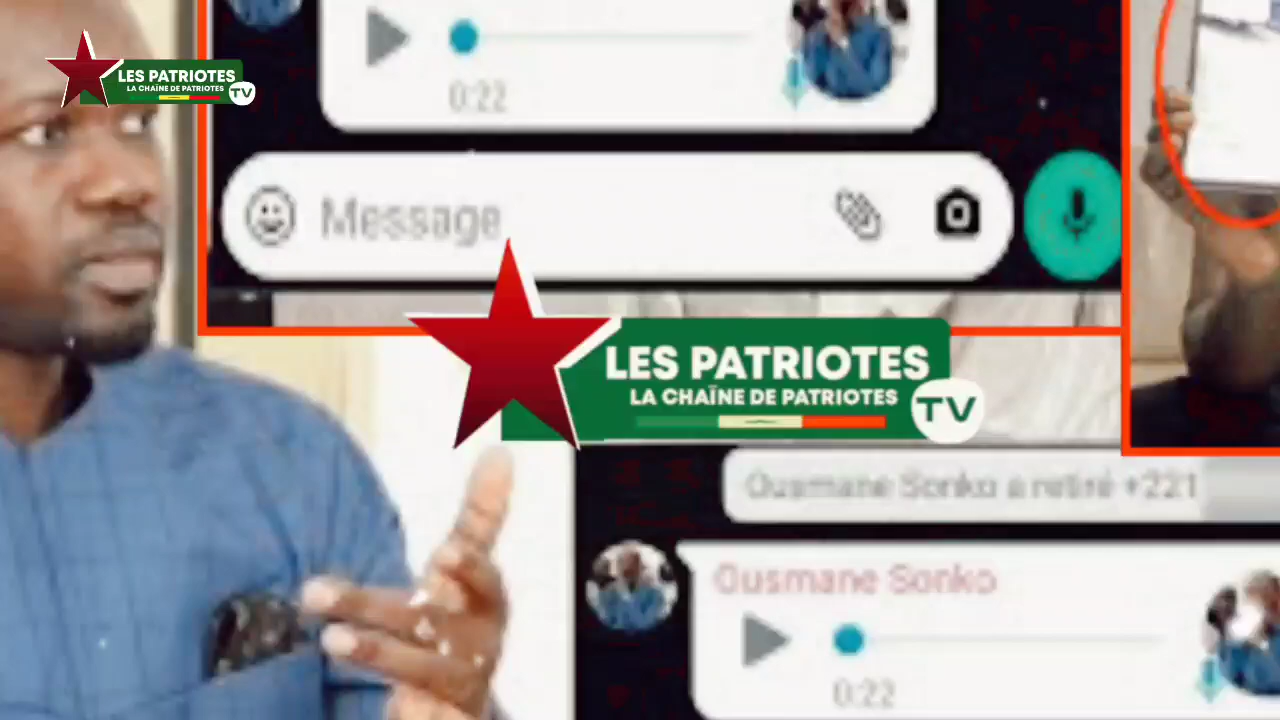 LES PATRIOTES
LA CHAÎNE DE PATRIOTES
TV
0:22
Message
LES PATRIOTES
LA CHAÎNE DE PATRIOTES
TV
Ousmane Sonko a retiré +221
Ousmane Sonko
0:22